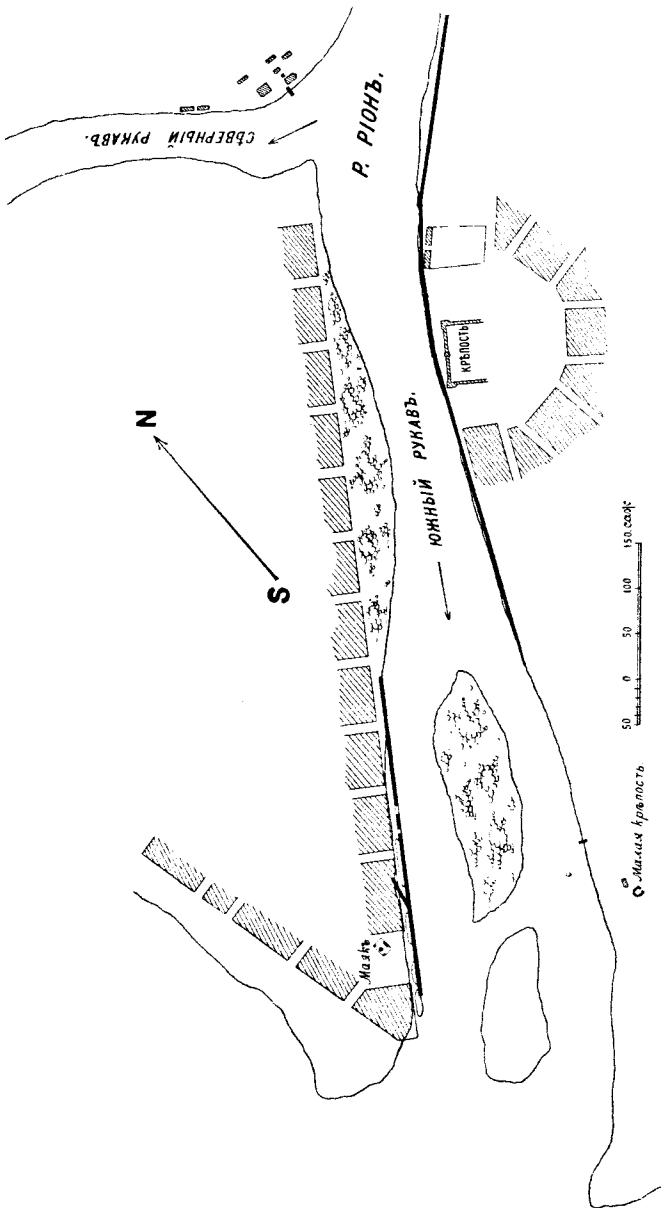 СѢВЕРНЫЙ РУКАВЪ.
Р. РІОНЪ.
N
S
КРѢПОСТЬ
ЮЖНЫЙ РУКАВЪ.
Маякъ
50 0 50 100 150 саж
Малая крѣпость